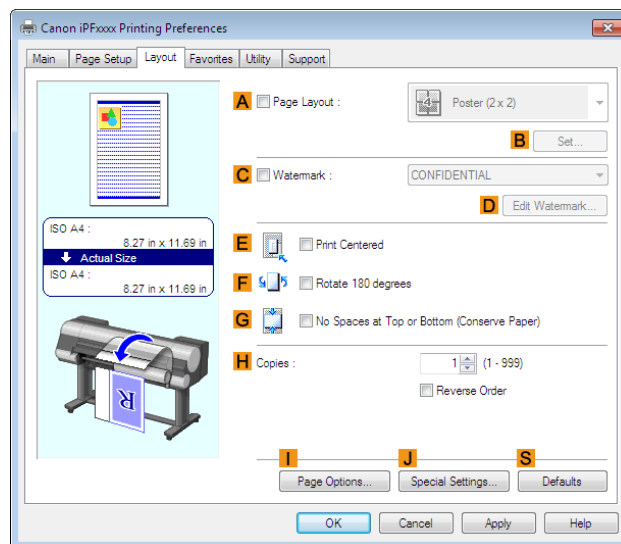 Canon iPFxxxx Printing Preferences
Main Page Setup Layout Favorites Utility Support
A Page Layout : 4 Poster (2 x 2)
B Set...
C Watermark : CONFIDENTIAL
D Edit Watermark...
ISO A4 :
8.27 in x 11.69 in
Actual Size
ISO A4 :
8.27 in x 11.69 in
E Print Centered
F Rotate 180 degrees
G No Spaces at Top or Bottom (Conserve Paper)
H Copies : 1 (1 - 999)
Reverse Order
R
I J S
Page Options... Special Settings... Defaults
OK Cancel Apply Help